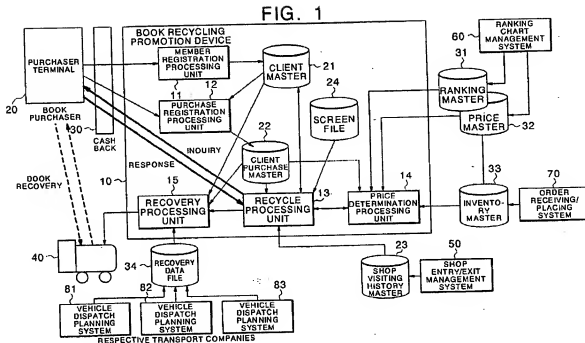 FIG. 1
BOOK RECYCLING
PROMOTION DEVICE
60
RANKING
CHART MANAGEMENT
SYSTEM
PURCHASER
TERMINAL
20
BOOK
PURCHASER
30
CASH
BACK
MEMBER
REGISTRATION
PROCESSING
UNIT
11
12
PURCHASE
REGISTRATION
PROCESSING
UNIT
CLIENT
MASTER
21
24
SCREEN
FILE
31
RANKING
MASTER
PRICE
MASTER
32
22
CLIENT
PURCHASE
MASTER
INQUIRY
RESPONSE
10
DOOK
RECOVERY
15
RECOVERY
PROCESSING
UNIT
RECYCLE
PROCESSING
UNIT
13
14
PRICE
DETERMINATION
PROCESSING
UNIT
33
INVENTO-
RY MASTER
70
ORDER
RECEIVING/
PLACING SYSTEM
40
34
RECOVERY
DATA
FILE
23
SHOP
VISITING
HISTORY
MASTER
50
SHOP
ENTRY/EXIT
MANAGEMENT
SYSTEM
81
82
83
VEHICLE
DISPATCH
PLANNING
SYSTEM
VEHICLE
DISPATCH
PLANNING
SYSTEM
VEHICLE
DISPATCH
PLANNING
SYSTEM
RESPECTIVE TRANSPORT COMPANIES